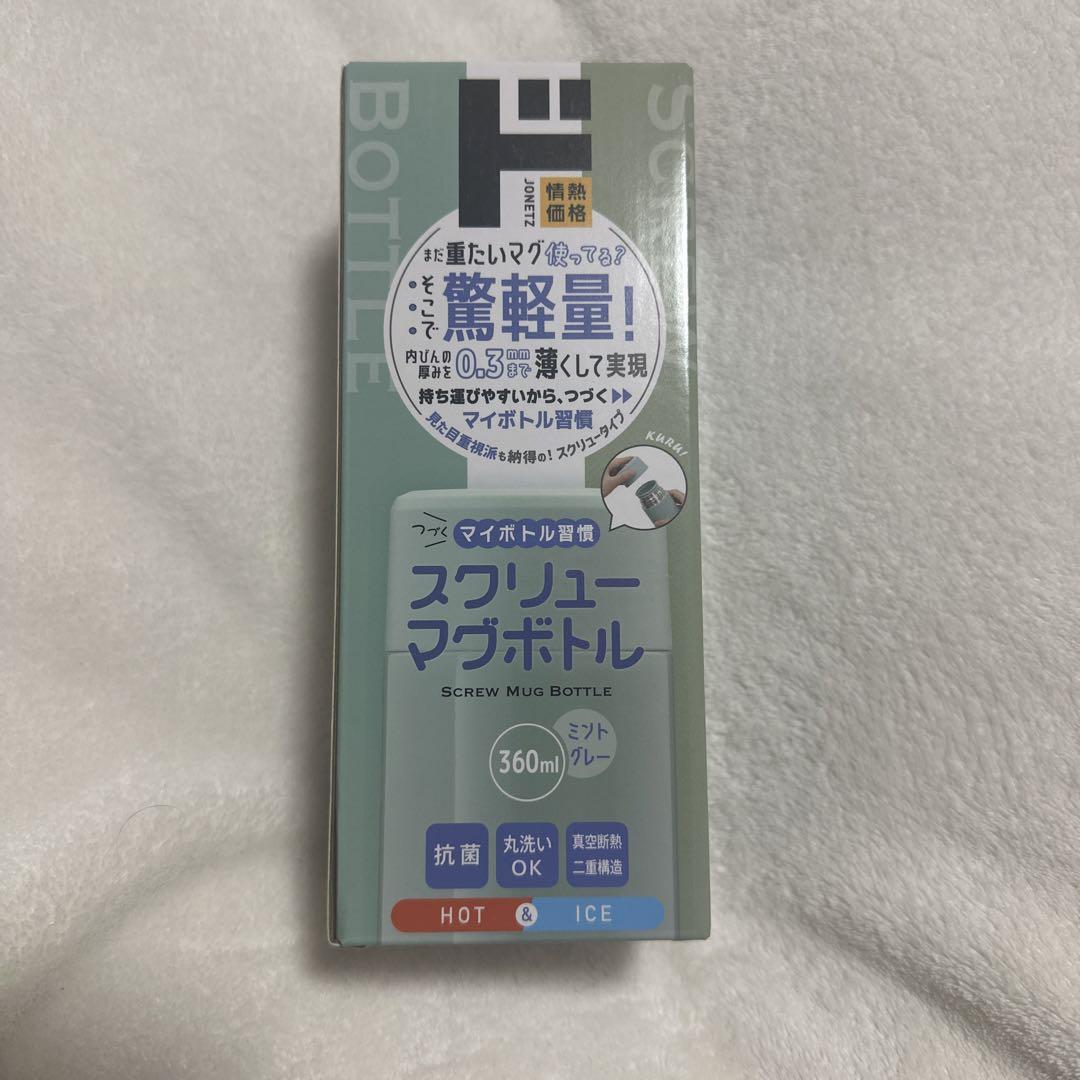 BOTTLE
SC
ド
JONETZ
情熱
価格
まだ重たいマグ使ってる?
・そ・こ・で
驚軽量!
内びんの厚みを0.3mmまで薄くして実現
持ち運びやすいから、つづく▶▶
マイボトル習慣
見た目重視派も納得の!スクリュータイプ
KURU!
つづく
マイボトル習慣
スクリュー
マグボトル
SCREW MUG BOTTLE
360ml
ミント
グレー
抗菌
丸洗い
OK
真空断熱
二重構造
HOT & ICE